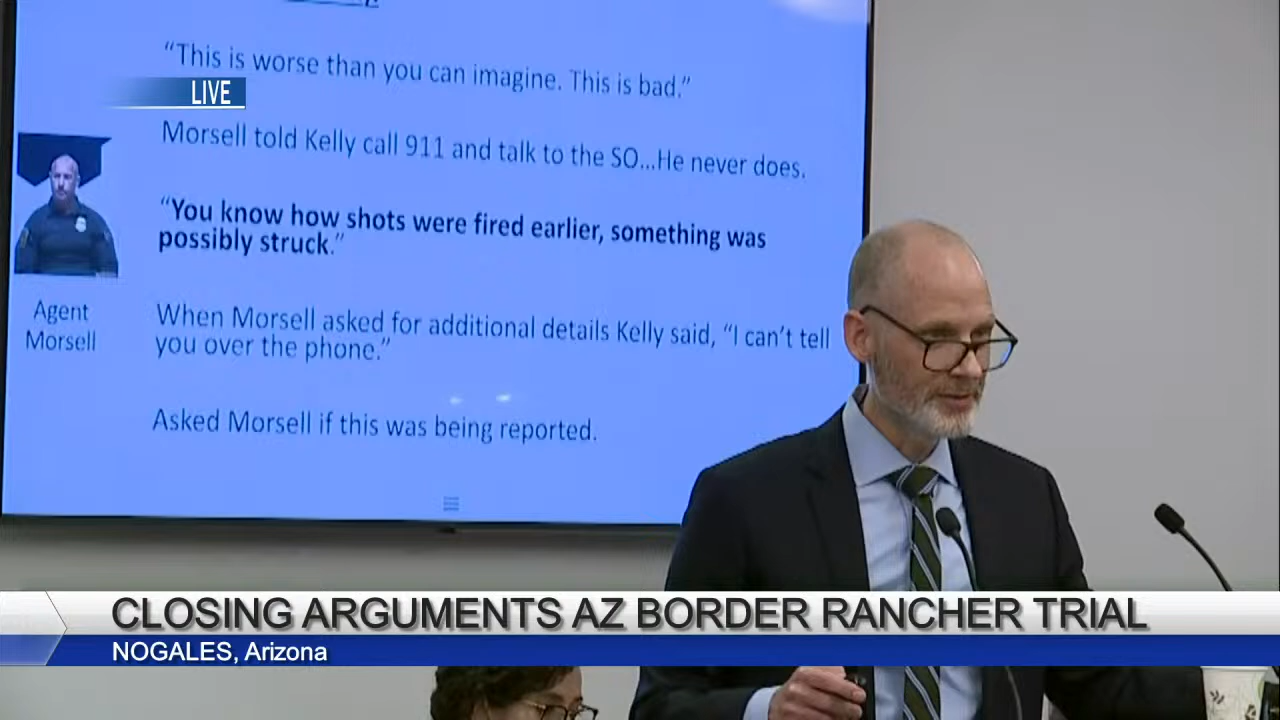 "This is worse than you can imagine. This is bad."
LIVE
Morsell told Kelly call 911 and talk to the SO...He never does.
"You know how shots were fired earlier, something was
possibly struck."
Agent
Morsell
When Morsell asked for additional details Kelly said, "I can't tell
you over the phone."
Asked Morsell if this was being reported.
CLOSING ARGUMENTS AZ BORDER RANCHER TRIAL
NOGALES, Arizona